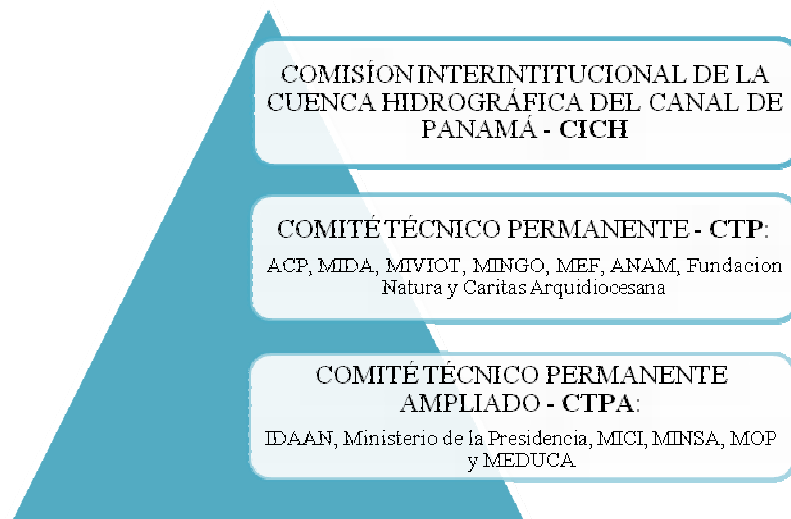 COMISÍON INTERINTITUCIONAL DE LA
CUENCA HIDROGRÁFICA DEL CANAL DE
PANAMÁ - CICH
COMITÉ TÉCNICO PERMANENTE - CTP:
ACP, MIDA, MIVIOT, MINGO, MEF, ANAM, Fundacion
Natura y Caritas Arquidiocesana
COMITÉ TÉCNICO PERMANENTE
AMPLIADO - CTPA:
IDAAN, Ministerio de la Presidencia, MICI, MINSA, MOP
y MEDUCA